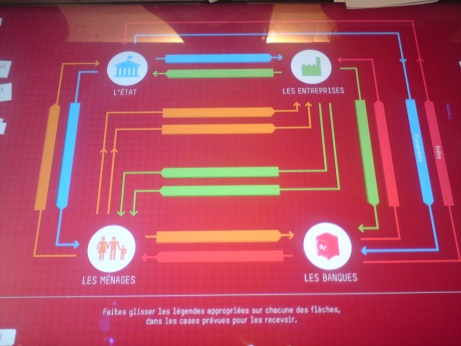 L'ÉTAT
LES ENTREPRISES
LES MÉNAGES
LES BANQUES
Faites glisser les légendes appropriées sur chacune des flèches,
dans les cases prévues pour les recevoir.